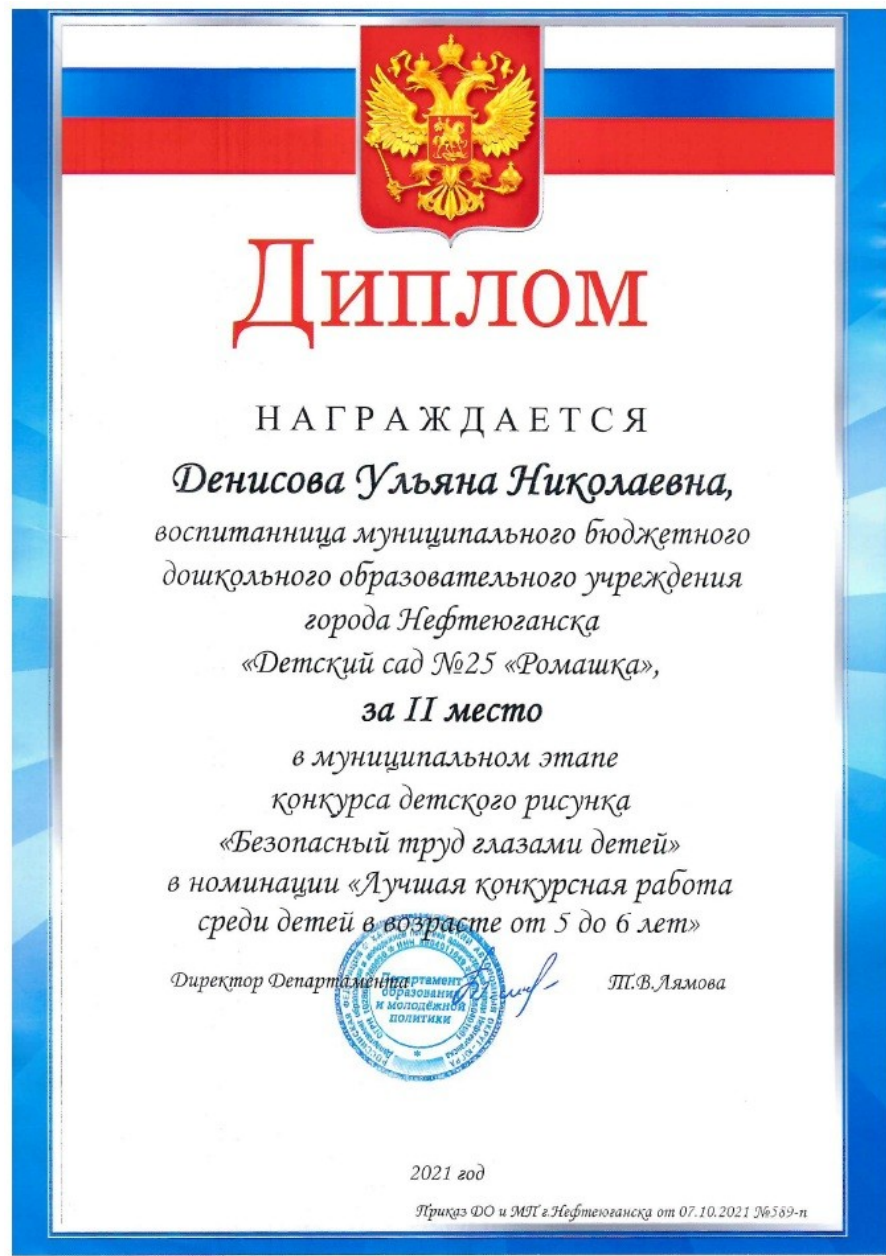 Диплом
НАГРАЖДАЕТСЯ
Денисова Ульяна Николаевна,
воспитанница муниципального бюджетного
дошкольного образовательного учреждения
города Нефтеюганска
«Детский сад №25 «Ромашка»,
за II место
в муниципальном этапе
конкурса детского рисунка
«Безопасный труд глазами детей»
в номинации «Лучшая конкурсная работа
среди детей в возрасте от 5 до 6 лет»
Директор Департамента Т.В.Лямова
Департамент
образования
и молодёжной
политики
2021 год
Приказ ДО и МП г.Нефтеюганска от 07.10.2021 №589-п